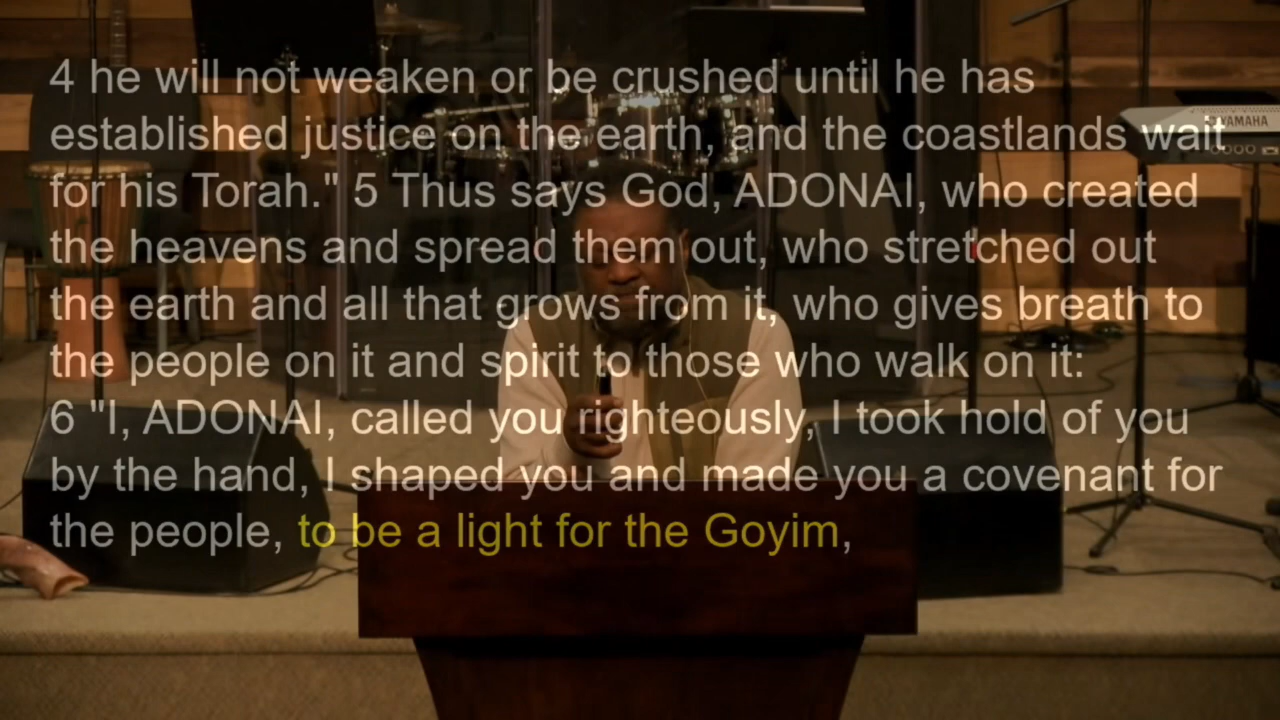 4 he will not weaken or be crushed until he has
established justice on the earth, and the coastlands wait
for his Torah." 5 Thus says God, ADONAI, who created
the heavens and spread them out, who stretched out
the earth and all that grows from it, who gives breath to
the people on it and spirit to those who walk on it:
6 "I, ADONAI, called you righteously, I took hold of you
by the hand, I shaped you and made you a covenant for
the people, to be a light for the Goyim,
YAMAHA